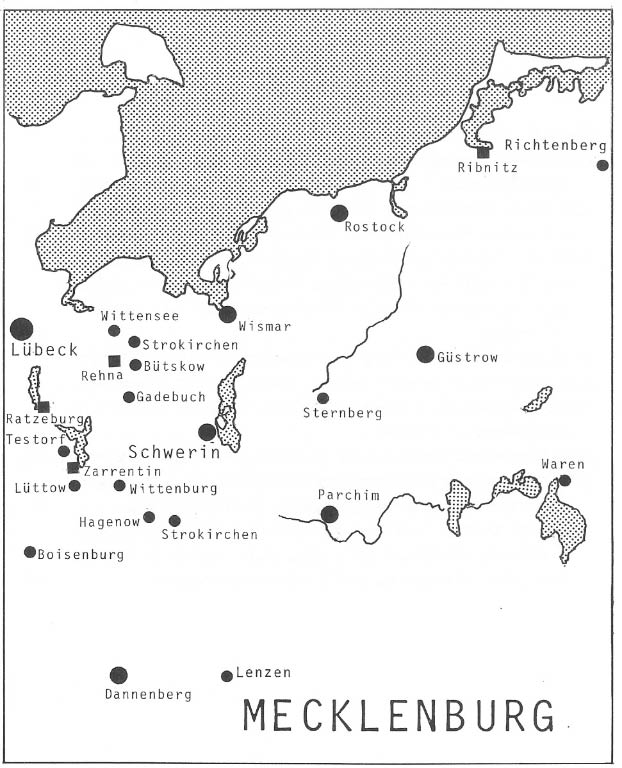 Richtenberg
Ribnitz
Rostock
Wittensee
Wismar
Strokirchen
Lübeck
Bütskow
Güstrow
Rehna
Gadebuch
Ratzeburg
Sternberg
Testorf
Schwerin
Zarrentin
Waren
Lüttow
Wittenburg
Parchim
Hagenow
Strokirchen
Boisenburg
Lenzen
Dannenberg
MECKLENBURG